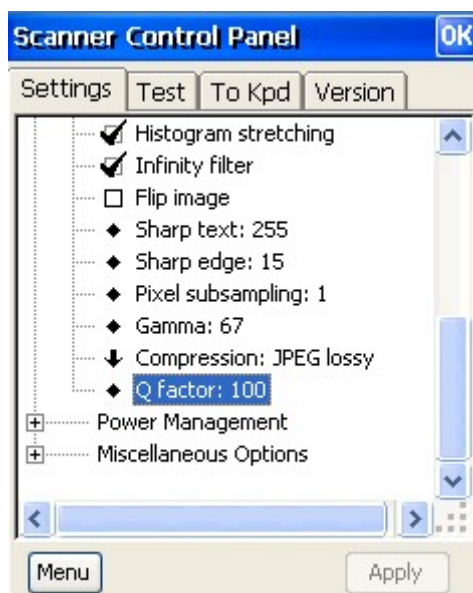 Scanner Control Panel OK
Settings Test To Kpd Version
Histogram stretching
Infinity filter
Flip image
Sharp text: 255
Sharp edge: 15
Pixel subsampling: 1
Gamma: 67
Compression: JPEG lossy
Q factor: 100
Power Management
Miscellaneous Options
Menu Apply